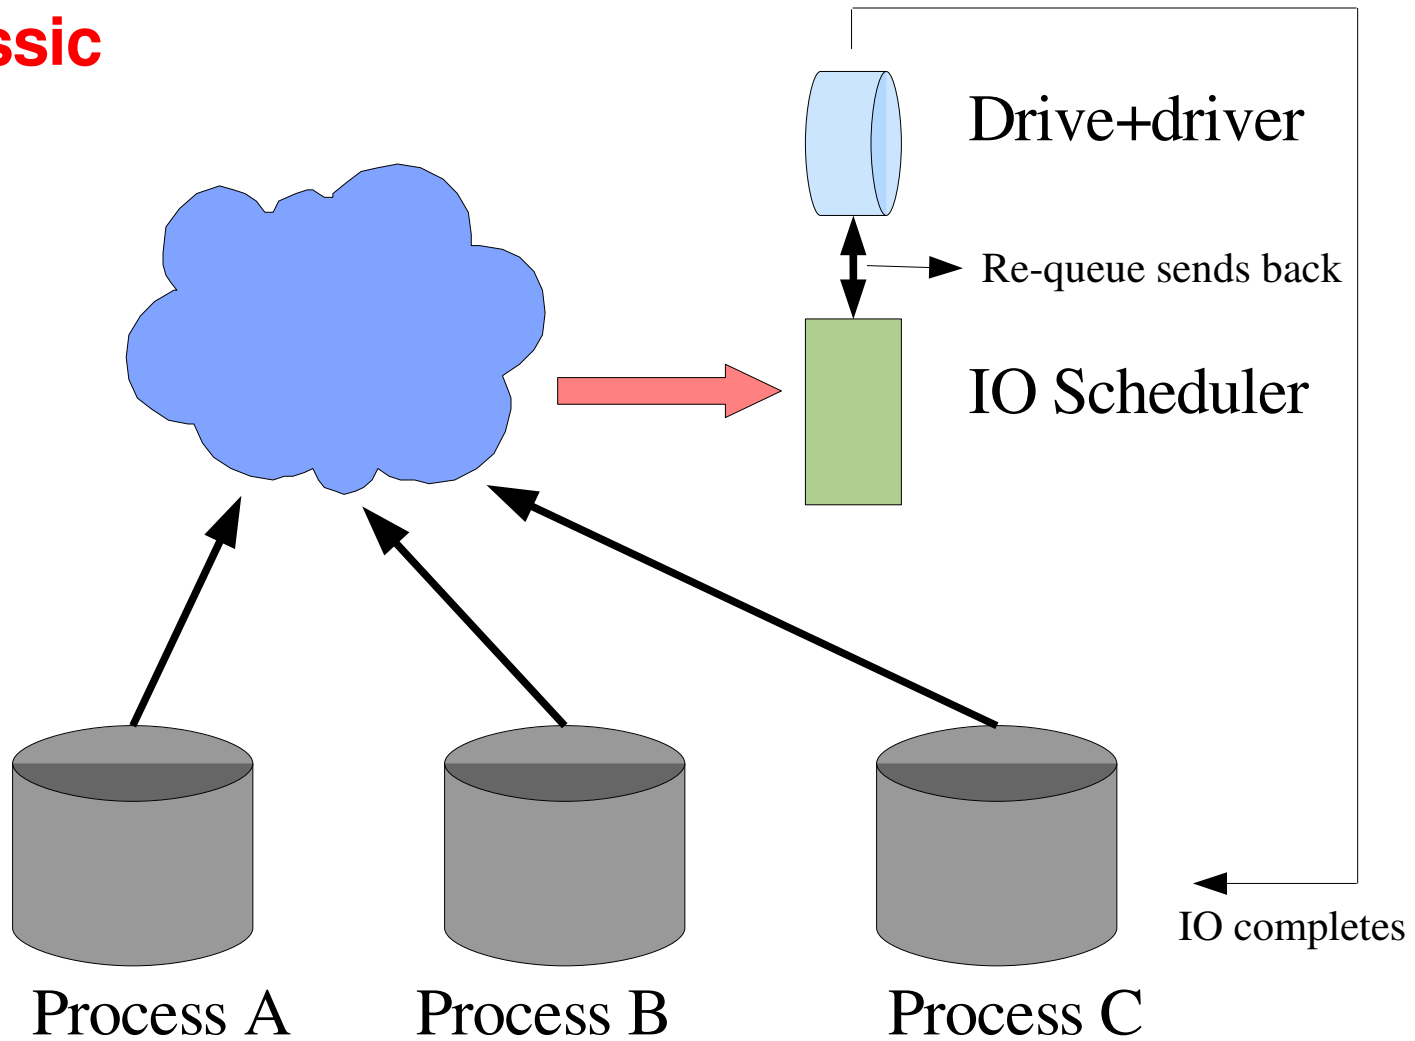 ssic
Drive+driver
Re-queue sends back
IO Scheduler
IO completes
Process A
Process B
Process C